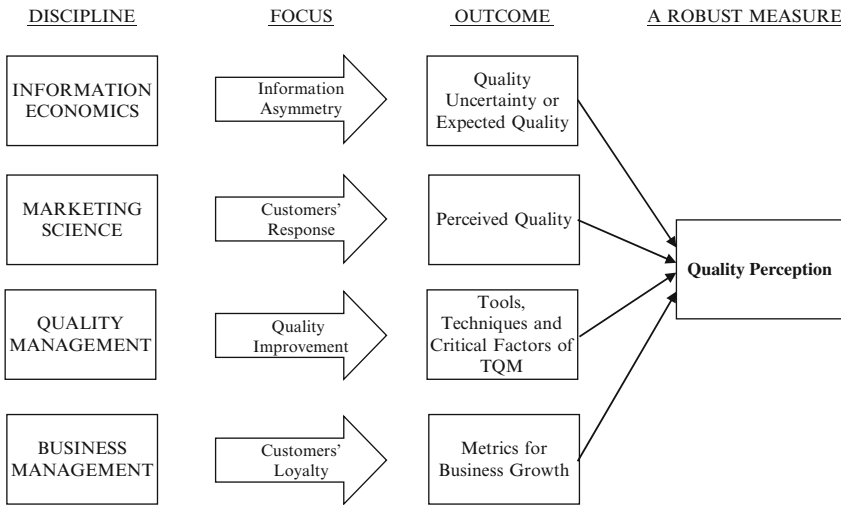 DISCIPLINE FOCUS OUTCOME A ROBUST MEASURE
INFORMATION
ECONOMICS
Information
Asymmetry
Quality
Uncertainty or
Expected Quality
MARKETING
SCIENCE
Customers'
Response
Perceived Quality
Quality Perception
QUALITY
MANAGEMENT
Quality
Improvement
Tools,
Techniques and
Critical Factors of
TQM
BUSINESS
MANAGEMENT
Customers'
Loyalty
Metrics for
Business Growth